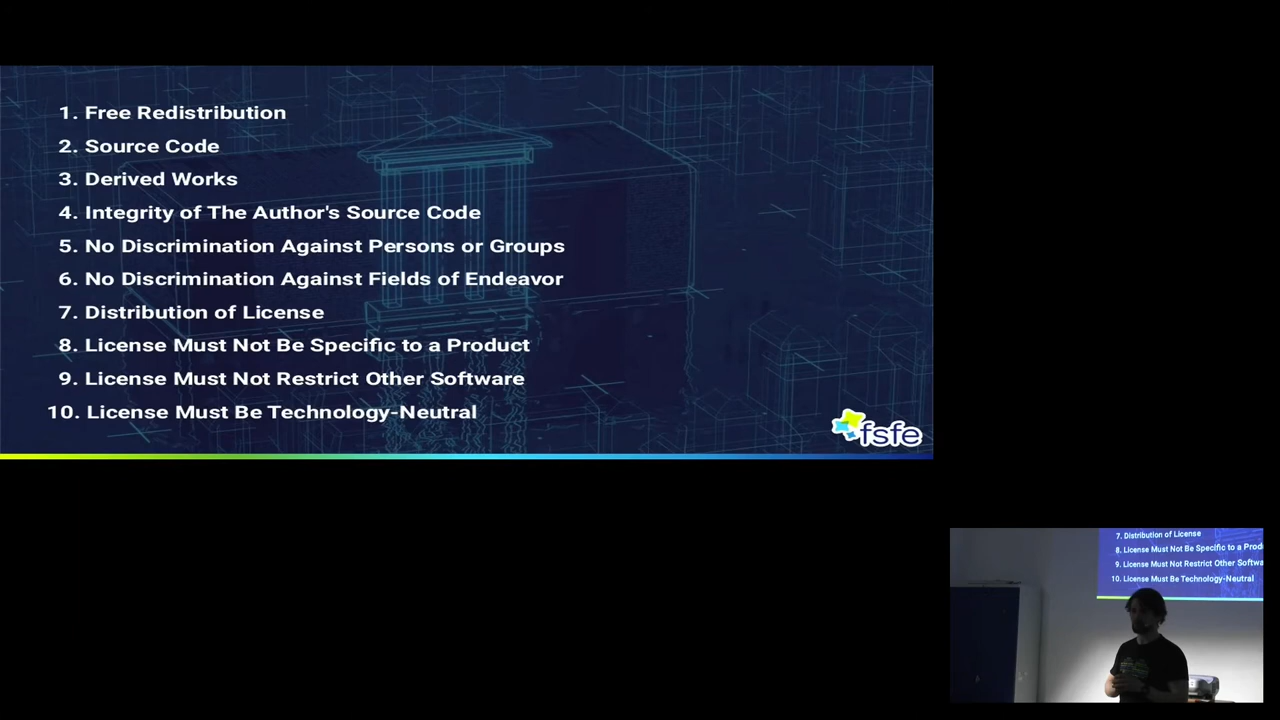 1. Free Redistribution
2. Source Code
3. Derived Works
4. Integrity of The Author's Source Code
5. No Discrimination Against Persons or Groups
6. No Discrimination Against Fields of Endeavor
7. Distribution of License
8. License Must Not Be Specific to a Product
9. License Must Not Restrict Other Software
10. License Must Be Technology-Neutral
fsfe
7. Distribution of License
8. License Must Not Be Specific to a Prod
9. License Must Not Restrict Other Softwa
10. License Must Be Technology-Neutral